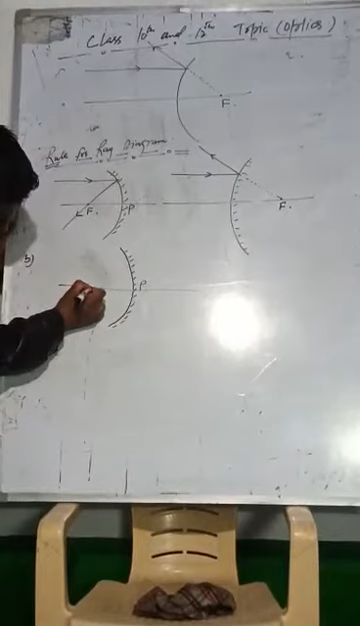 Class 10th and 12th Topic (Optics)
F.
Rule for Ray Diagram
F. P
F.
b)
P